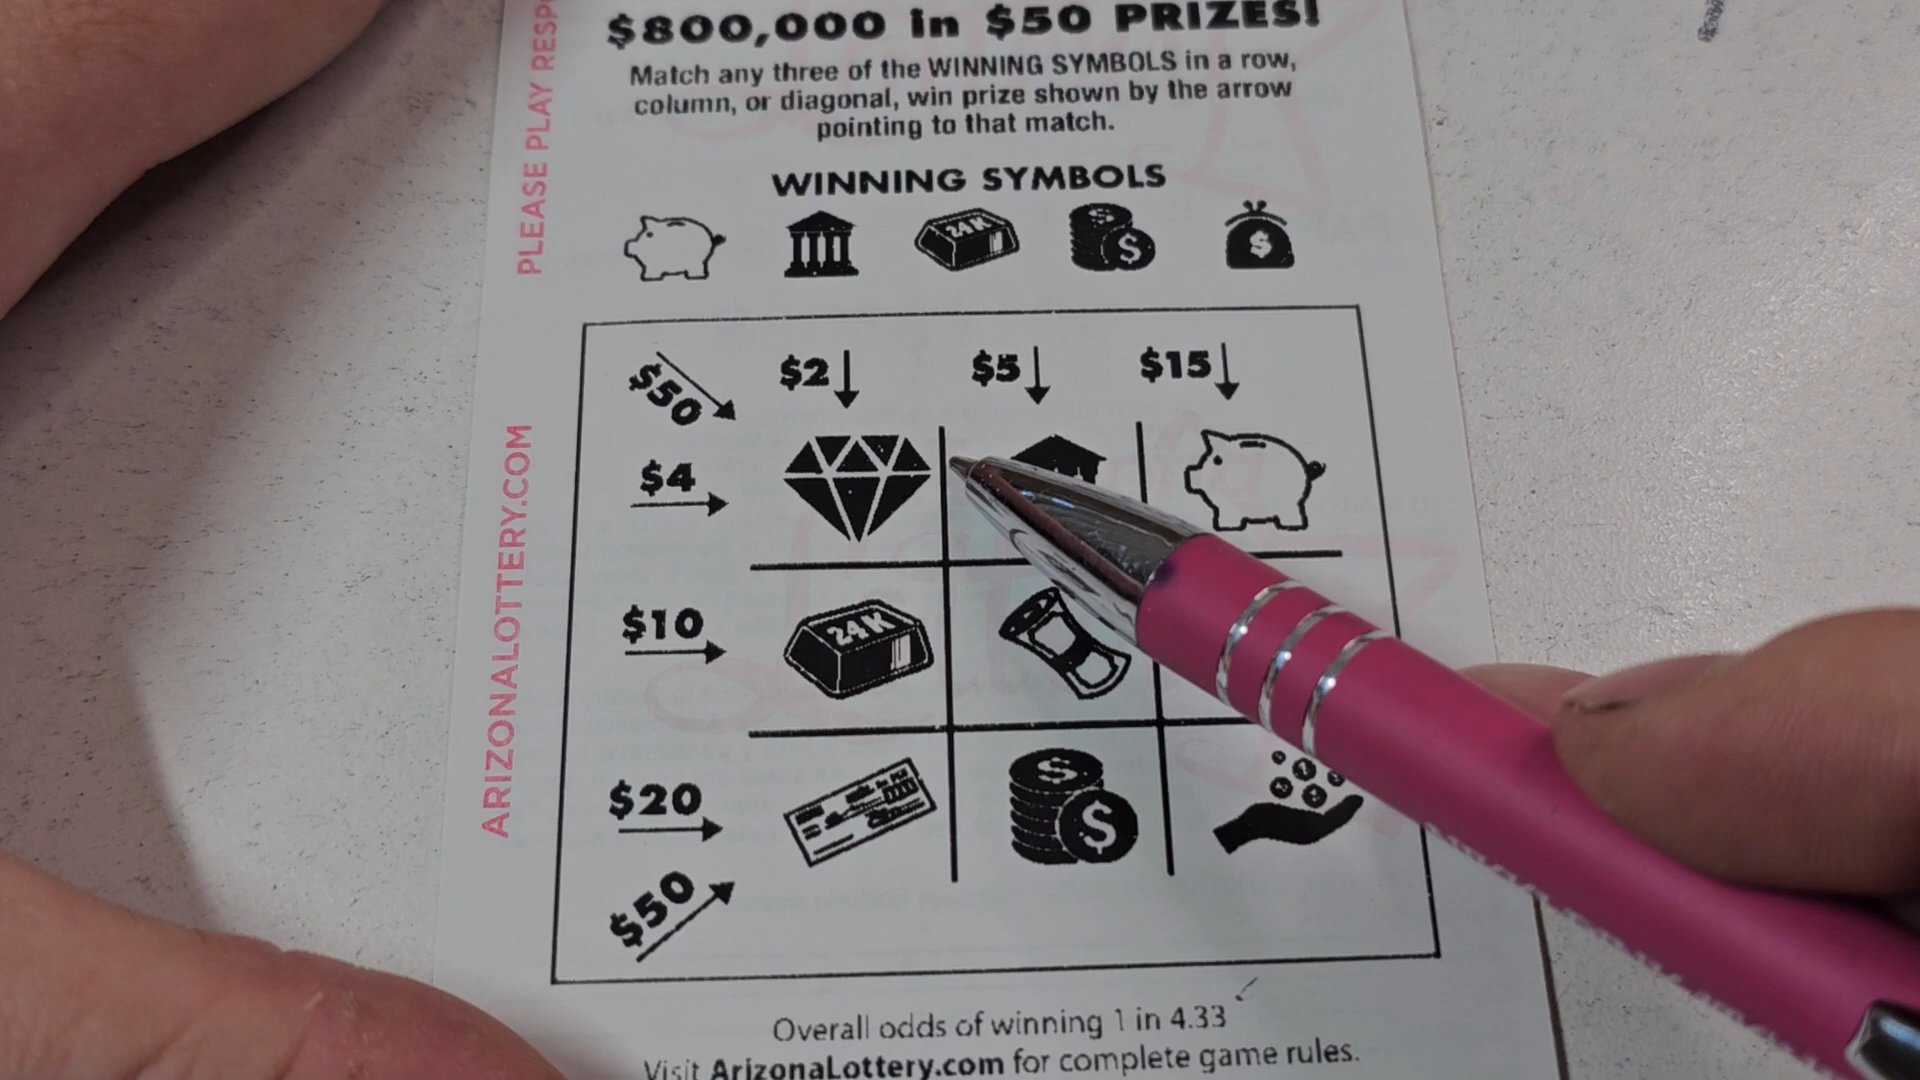 $800,000 in $50 PRIZES!
Match any three of the WINNING SYMBOLS in a row,
column, or diagonal, win prize shown by the arrow
pointing to that match.
WINNING SYMBOLS
24K
$
$
$50
$2
$5
$15
$4
$10
24K
$20
$
$
$50
Overall odds of winning 1 in 4.33
Visit ArizonaLottery.com for complete game rules.
PLEASE PLAY
ARIZONALOTTERY.COM